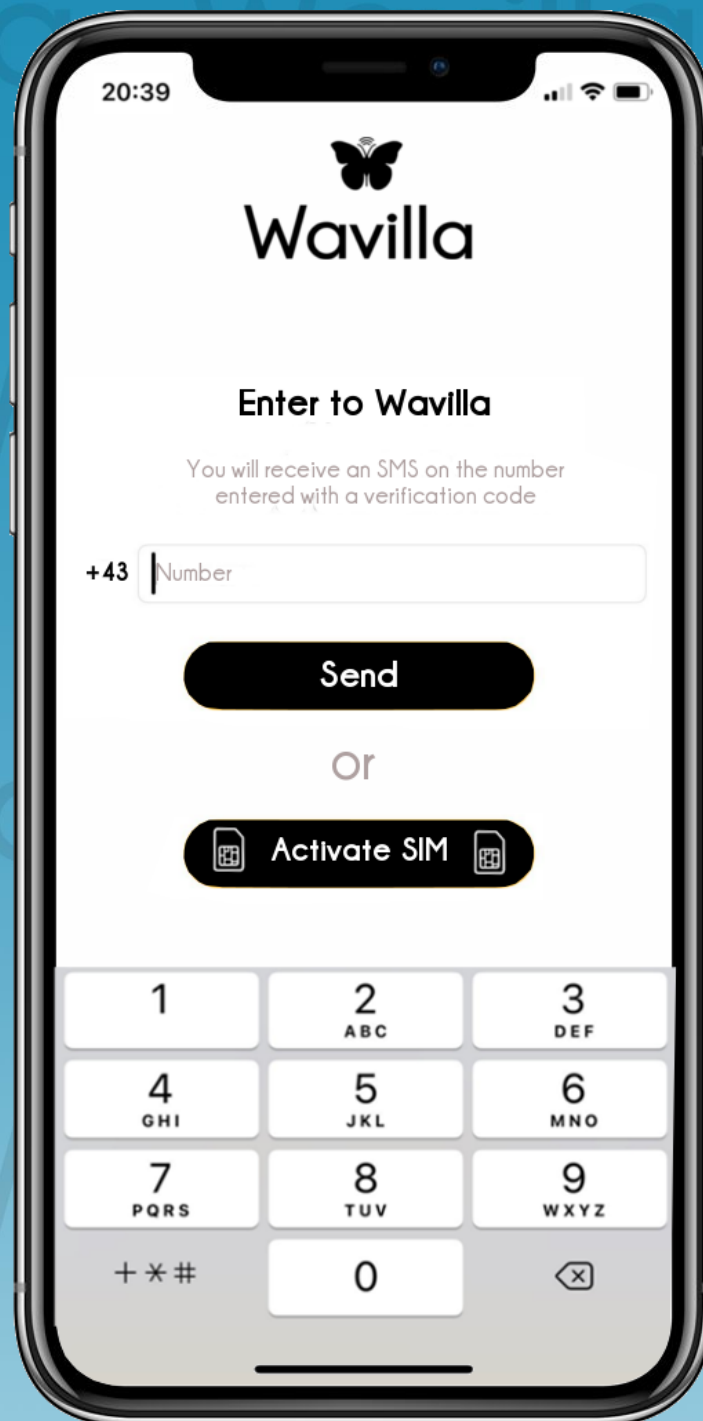 20:39
Wavilla
Enter to Wavilla
You will receive an SMS on the number
entered with a verification code
+43 Number
Send
or
Activate SIM
1 2 3
ABC DEF
4 5 6
GHI JKL MNO
7 8 9
PQRS TUV WXYZ
+*# 0